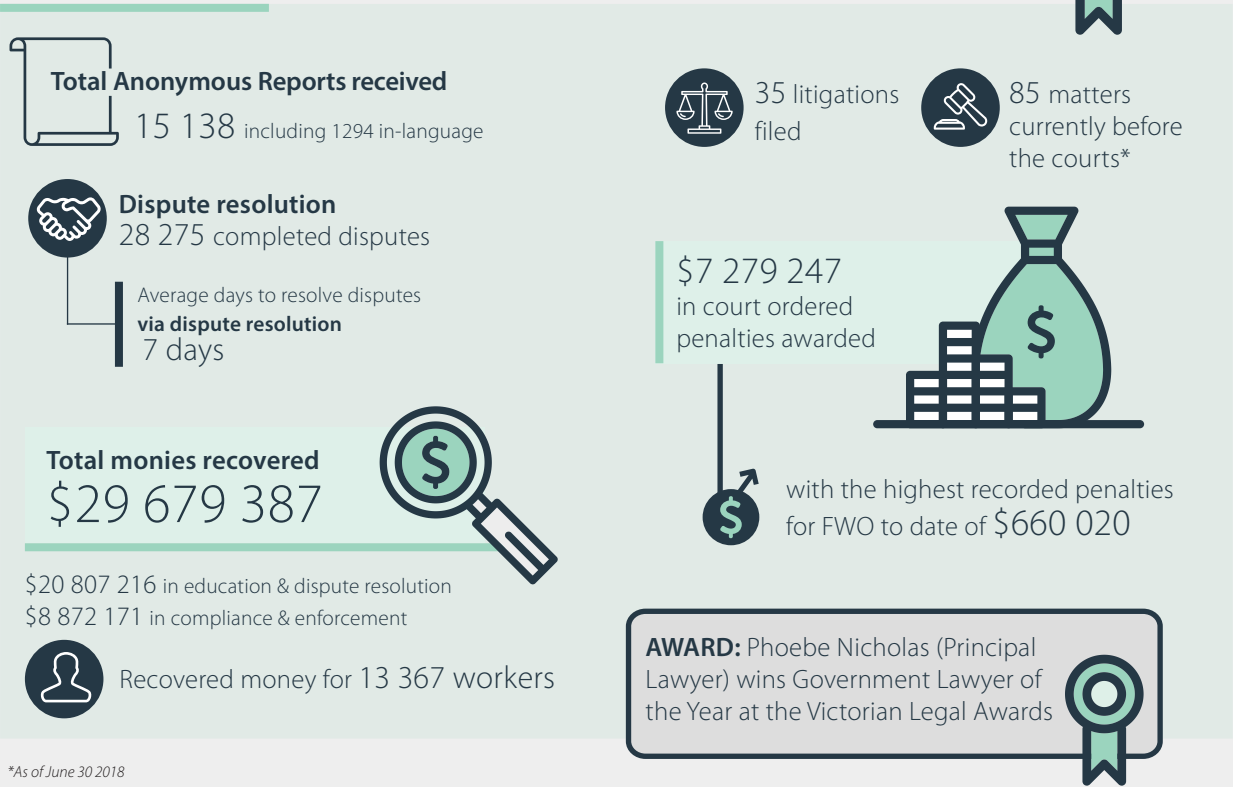 Total Anonymous Reports received
15 138 including 1294 in-language
Dispute resolution
28 275 completed disputes
Average days to resolve disputes
via dispute resolution
7 days
Total monies recovered
$
$29 679 387
$20 807 216 in education & dispute resolution
$8 872 171 in compliance & enforcement
Recovered money for 13 367 workers
35 litigations
filed
85 matters
currently before
the courts*
$7 279 247
in court ordered
penalties awarded
$
$
with the highest recorded penalties
for FWO to date of $660 020
AWARD: Phoebe Nicholas (Principal
Lawyer) wins Government Lawyer of
the Year at the Victorian Legal Awards
*As of June 30 2018